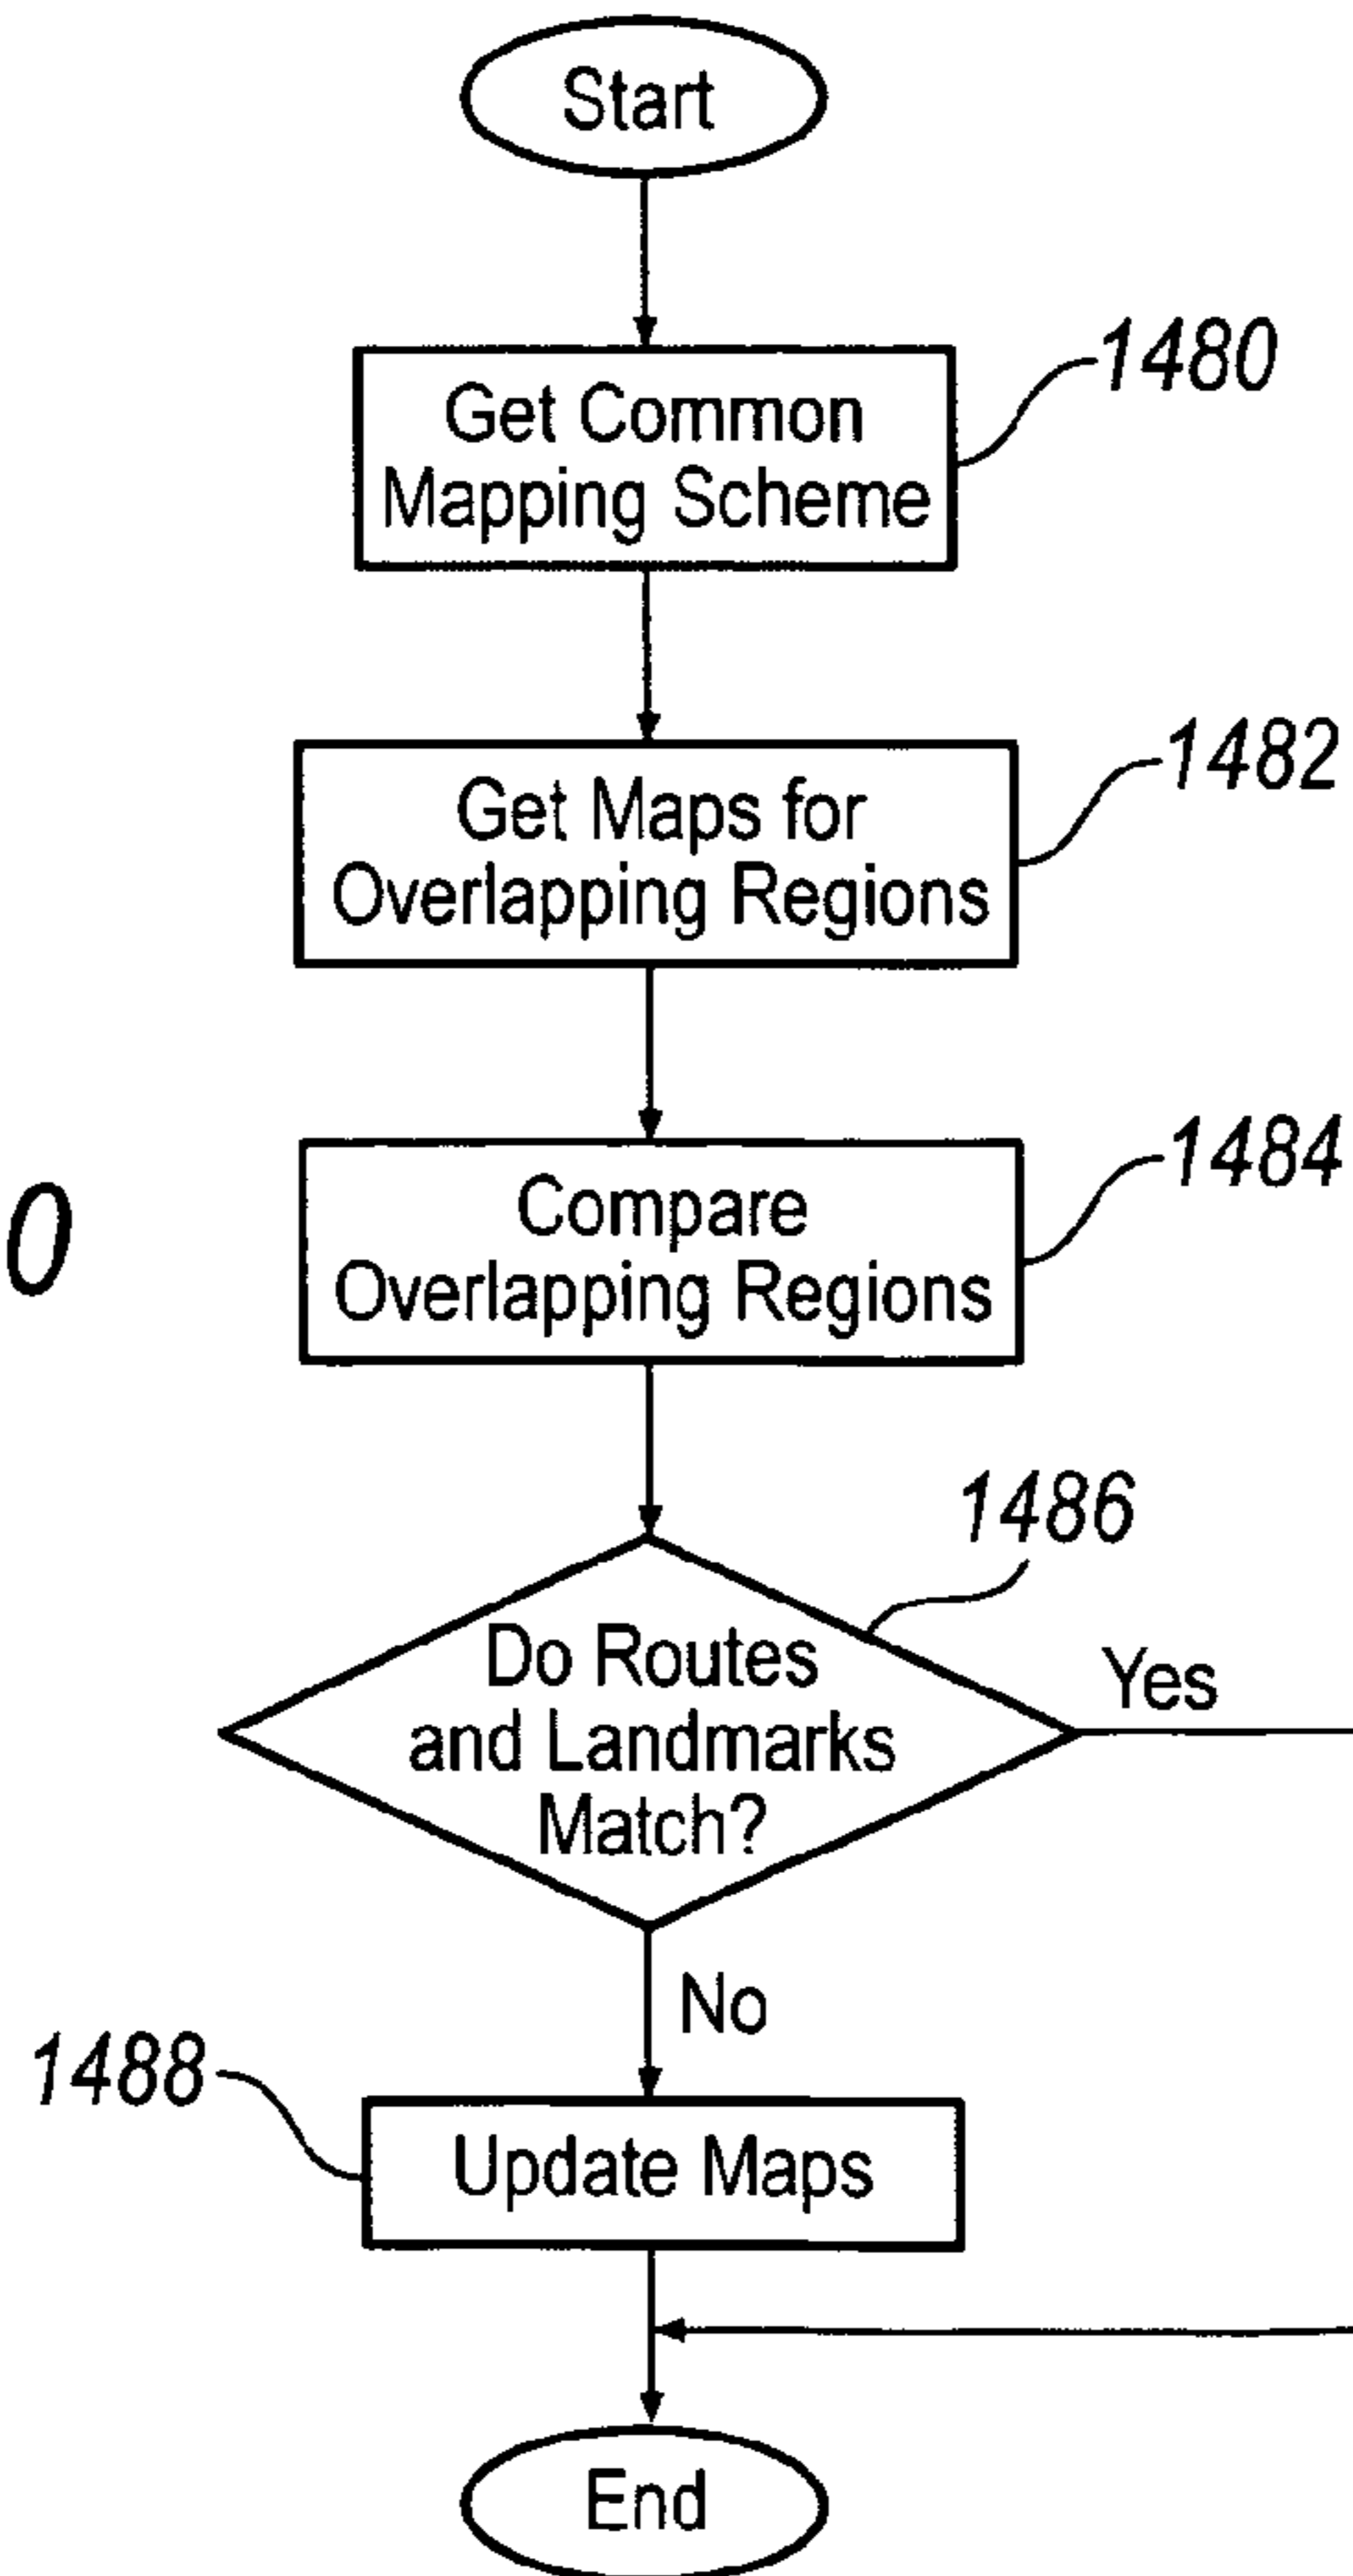 Start
1480
Get Common
Mapping Scheme
1482
Get Maps for
Overlapping Regions
1484
Compare
Overlapping Regions
0
1486
Do Routes
and Landmarks
Match?
Yes
No
1488
Update Maps
End